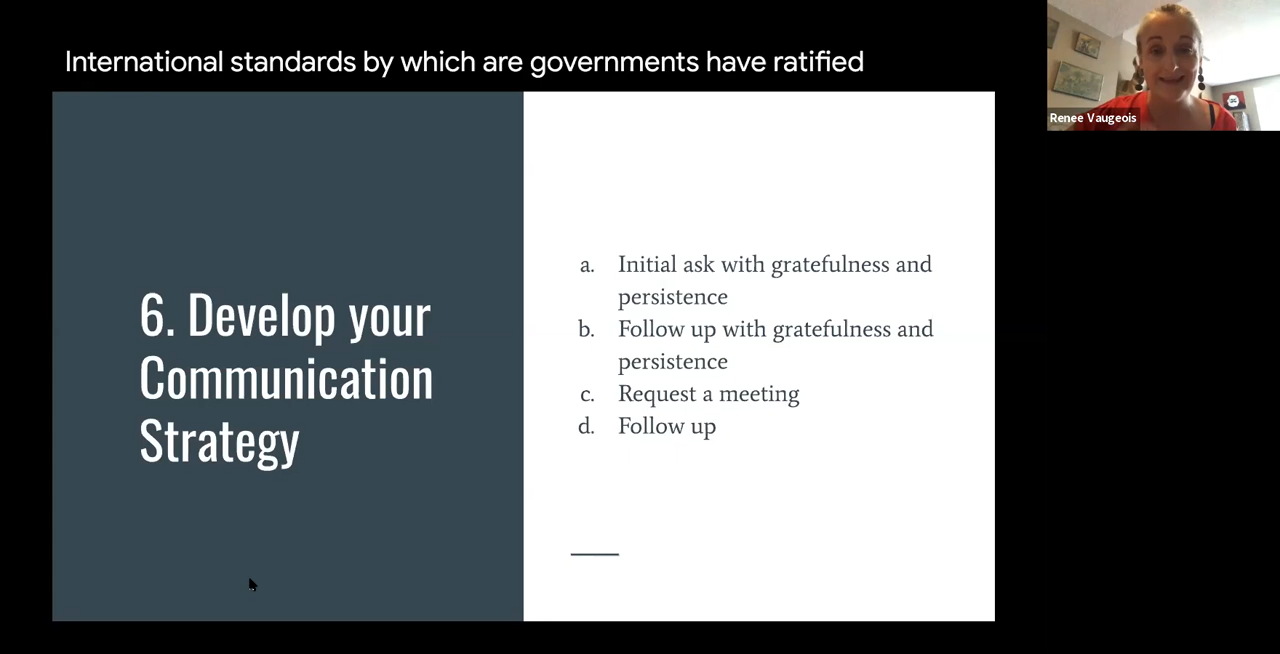 International standards by which are governments have ratified
Renee Vaugeois
6. Develop your
Communication
Strategy
a. Initial ask with gratefulness and
persistence
b. Follow up with gratefulness and
persistence
c. Request a meeting
d. Follow up